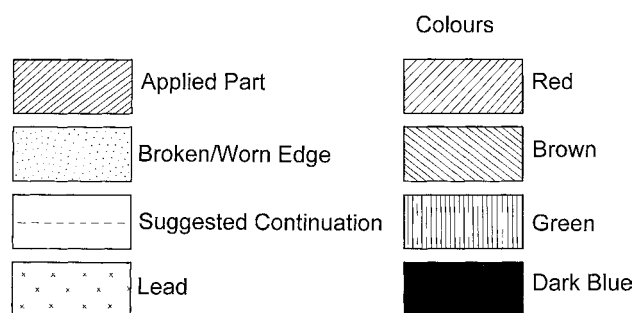 Colours
Applied Part
Red
Broken/Worn Edge
Brown
Suggested Continuation
Green
Lead
Dark Blue